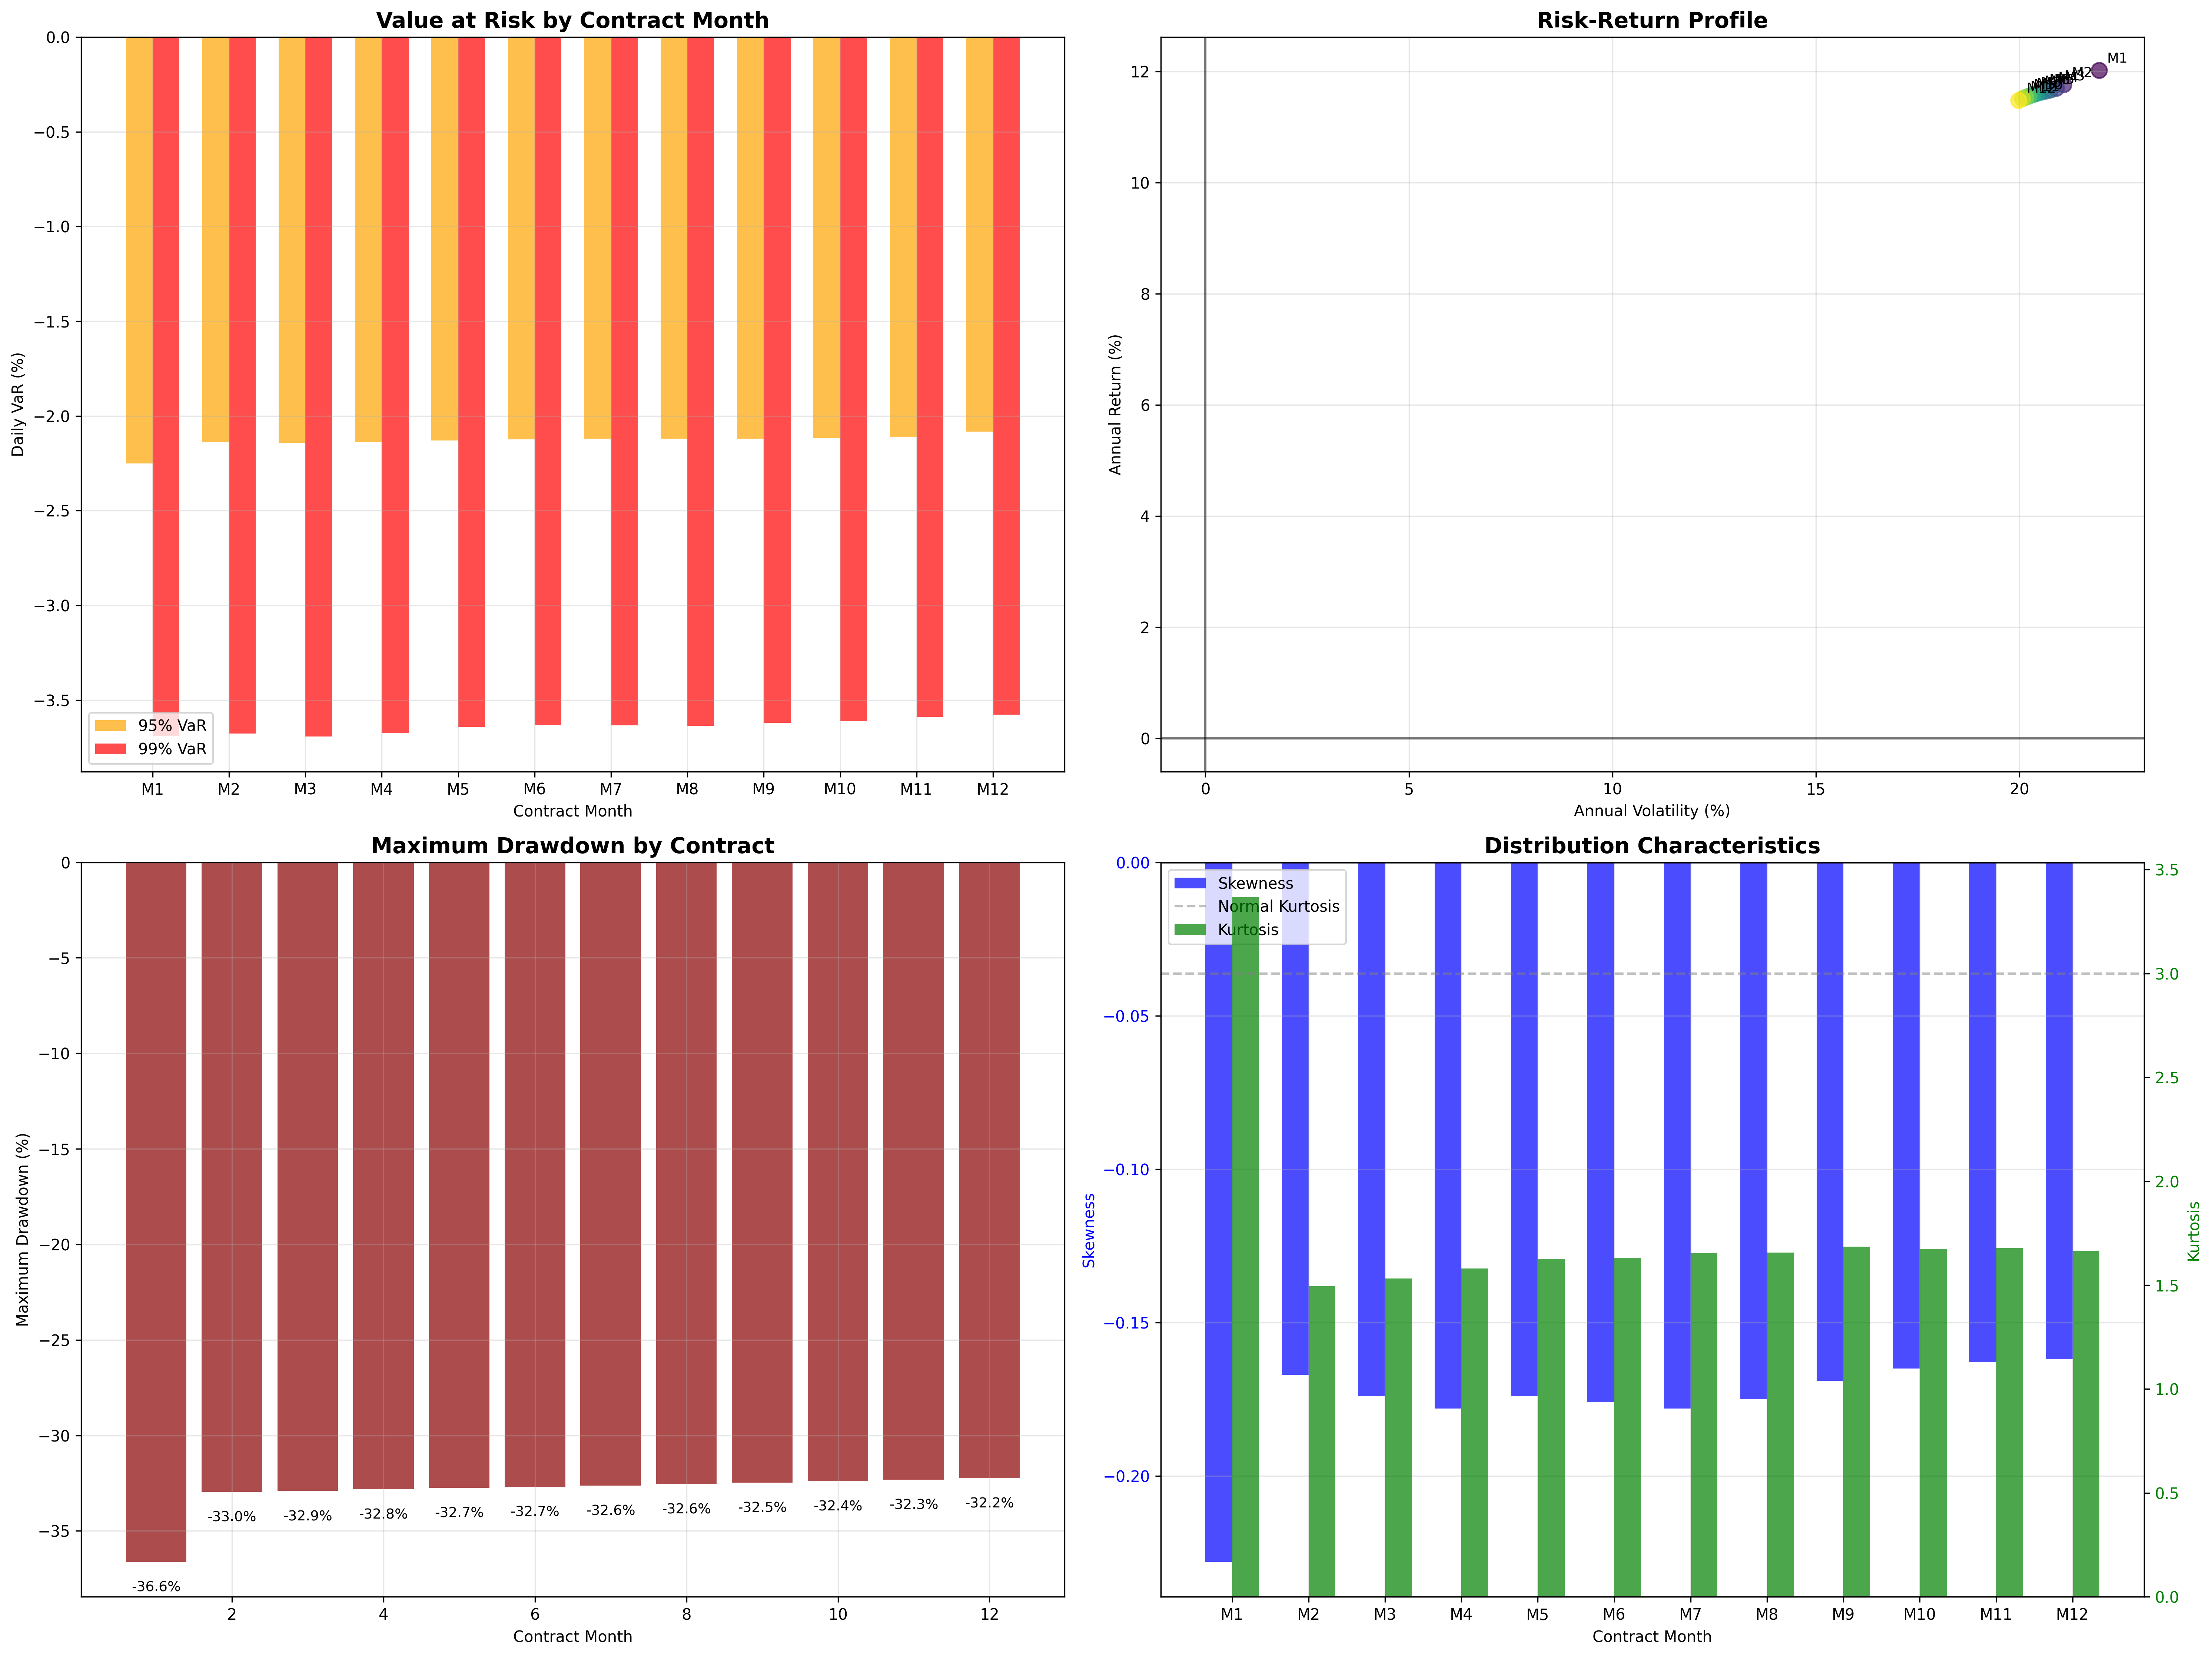 Value at Risk by Contract Month
0.0
−0.5
−1.0
−1.5
−2.0
−2.5
−3.0
−3.5
Daily VaR (%)
95% VaR
99% VaR
M1 M2 M3 M4 M5 M6 M7 M8 M9 M10 M11 M12
Contract Month
Risk-Return Profile
12
10
8
6
4
2
0
Annual Return (%)
M1
M2
0 5 10 15 20
Annual Volatility (%)
Maximum Drawdown by Contract
0
−5
−10
−15
−20
−25
−30
−35
Maximum Drawdown (%)
-36.6% -33.0% -32.9% -32.8% -32.7% -32.7% -32.6% -32.6% -32.5% -32.4% -32.3% -32.2%
2 4 6 8 10 12
Contract Month
Distribution Characteristics
0.00
−0.05
−0.10
−0.15
−0.20
Skewness
Skewness
Normal Kurtosis
Kurtosis
3.5
3.0
2.5
2.0
1.5
1.0
0.5
0.0
Kurtosis
M1 M2 M3 M4 M5 M6 M7 M8 M9 M10 M11 M12
Contract Month